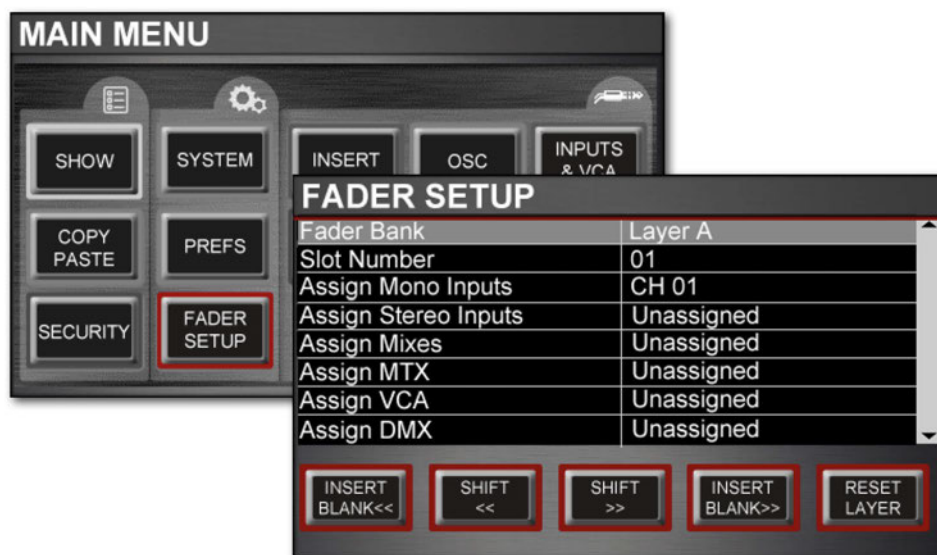 MAIN MENU
SHOW
SYSTEM
INSERT
OSC
INPUTS
& VCA
COPY
PASTE
PREFS
SECURITY
FADER
SETUP
FADER SETUP
Fader Bank Layer A
Slot Number 01
Assign Mono Inputs CH 01
Assign Stereo Inputs Unassigned
Assign Mixes Unassigned
Assign MTX Unassigned
Assign VCA Unassigned
Assign DMX Unassigned
INSERT
BLANK<<
SHIFT
<<
SHIFT
>>
INSERT
BLANK>>
RESET
LAYER